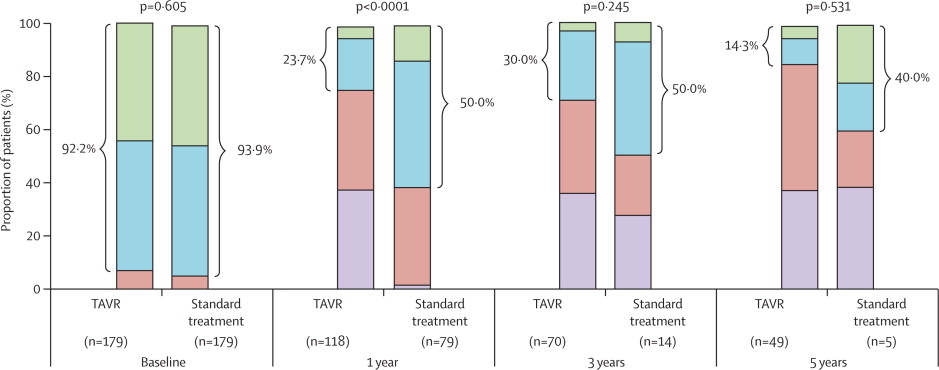 p=0·605 p<0·0001 p=0·245 p=0·531
100
80
60
40
20
0
Proportion of patients (%)
92·2%
93·9%
23·7%
50·0%
30·0%
50·0%
14·3%
40·0%
TAVR Standard treatment TAVR Standard treatment TAVR Standard treatment TAVR Standard treatment
(n=179) (n=179) (n=118) (n=79) (n=70) (n=14) (n=49) (n=5)
Baseline 1 year 3 years 5 years